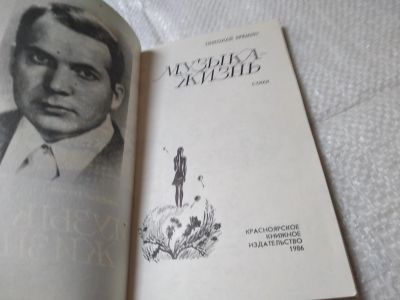 МУЗЫКА-
ЖИЗНЬ
СТИХИ
КРАСНОЯРСКОЕ
КНИЖНОЕ
ИЗДАТЕЛЬСТВО
1986